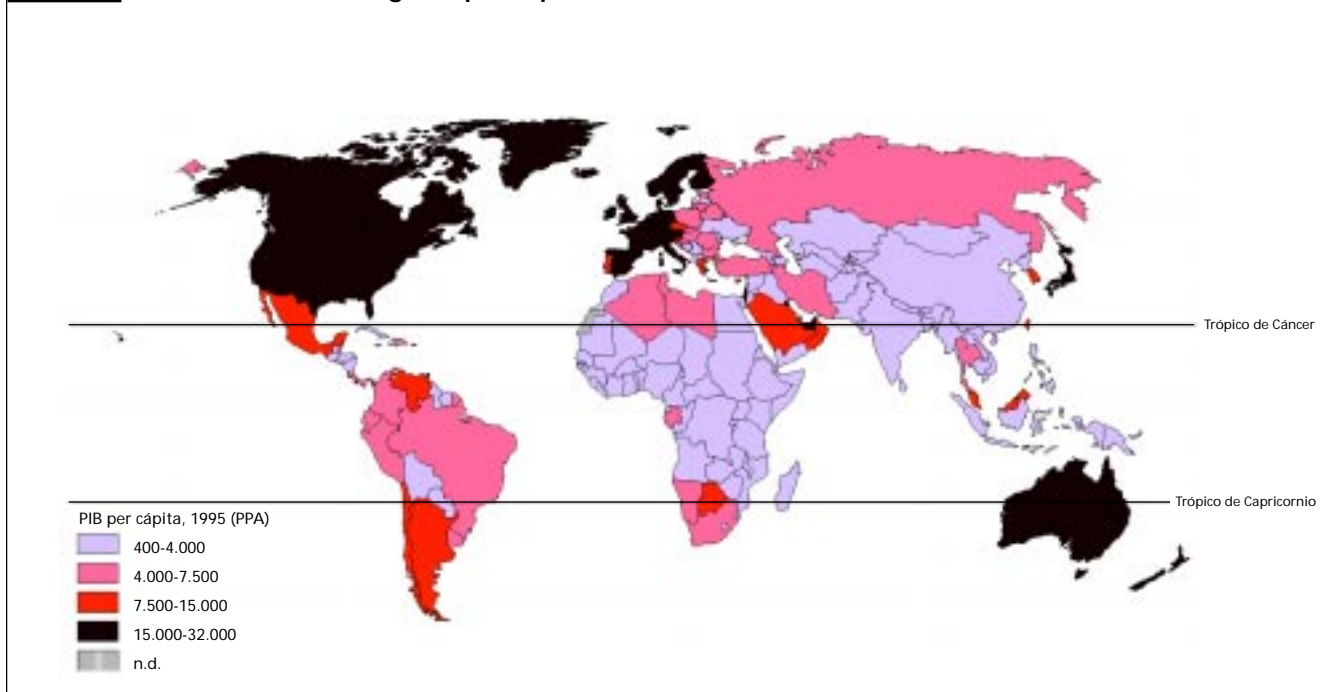 Trópico de Cáncer
Trópico de Capricornio
PIB per cápita, 1995 (PPA)
400-4.000
4.000-7.500
7.500-15.000
15.000-32.000
n.d.